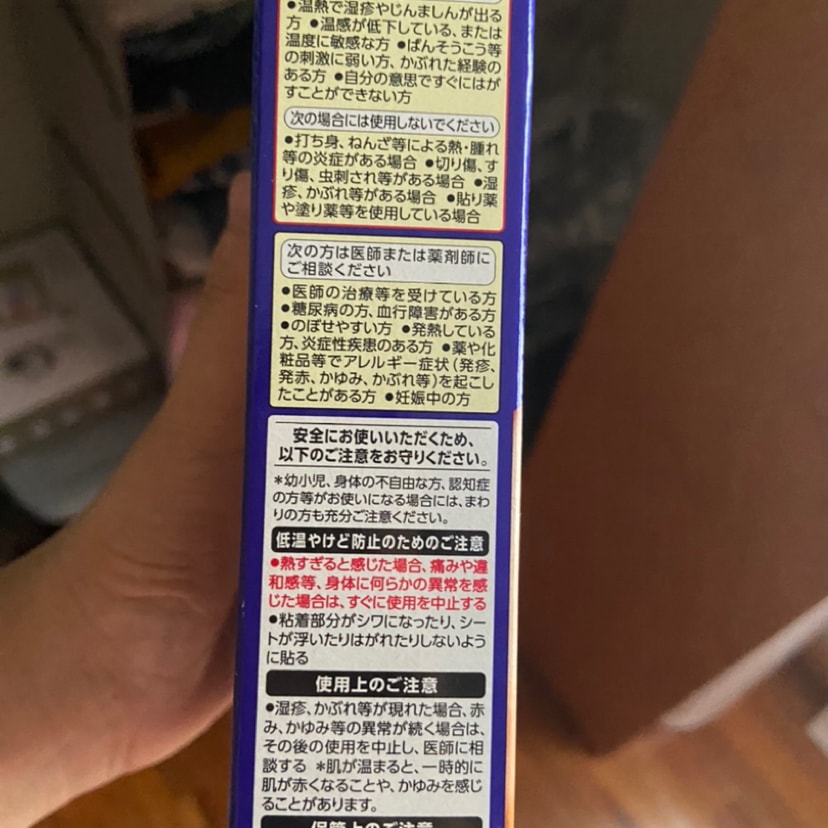 ●温熱で湿疹やじんましんが出る
方 ●温感が低下している、または
温度に敏感な方 ●ばんそうこう等
の刺激に弱い方、かぶれた経験の
ある方 ●自分の意思ですぐにはが
すことができない方
次の場合には使用しないでください
●打ち身、ねんざ等による熱・腫れ
等の炎症がある場合 ●切り傷、す
り傷、虫刺され等がある場合 ●湿
疹、かぶれ等がある場合 ●貼り薬
や塗り薬等を使用している場合
次の方は医師または薬剤師に
ご相談ください
●医師の治療等を受けている方
●糖尿病の方、血行障害がある方
●のぼせやすい方 ●発熱している
方、炎症性疾患のある方 ●薬や化
粧品等でアレルギー症状(発疹、
発赤、かゆみ、かぶれ等)を起こし
たことがある方 ●妊娠中の方
安全にお使いいただくため、
以下のご注意をお守りください。
*幼小児、身体の不自由な方、認知症
の方等がお使いになる場合には、まわ
りの方も充分ご注意ください。
低温やけど防止のためのご注意
●熱すぎると感じた場合、痛みや違
和感等、身体に何らかの異常を感
じた場合は、すぐに使用を中止する
●粘着部分がシワになったり、シー
トが浮いたりはがれたりしないよう
に貼る
使用上のご注意
●湿疹、かぶれ等が現れた場合、赤
み、かゆみ等の異常が続く場合は、
その後の使用を中止し、医師に相
談する *肌が温まると、一時的に
肌が赤くなることや、かゆみを感じ
ることがあります。
保管上のご注意